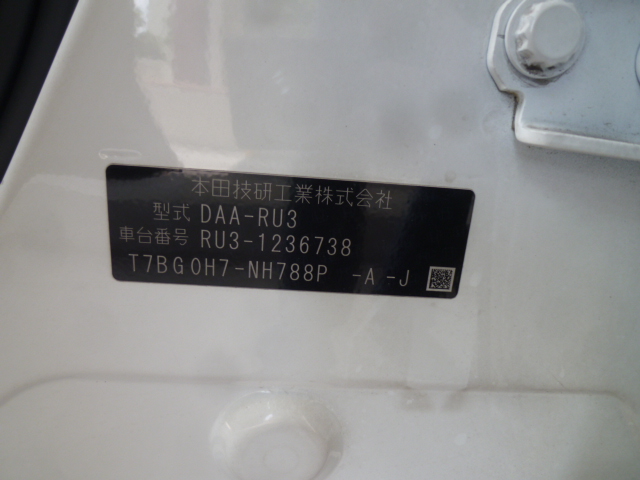 本田技研工業株式会社
型式 DAA-RU3
車台番号 RU3-1236738
T7BG0H7-NH788P -A -J